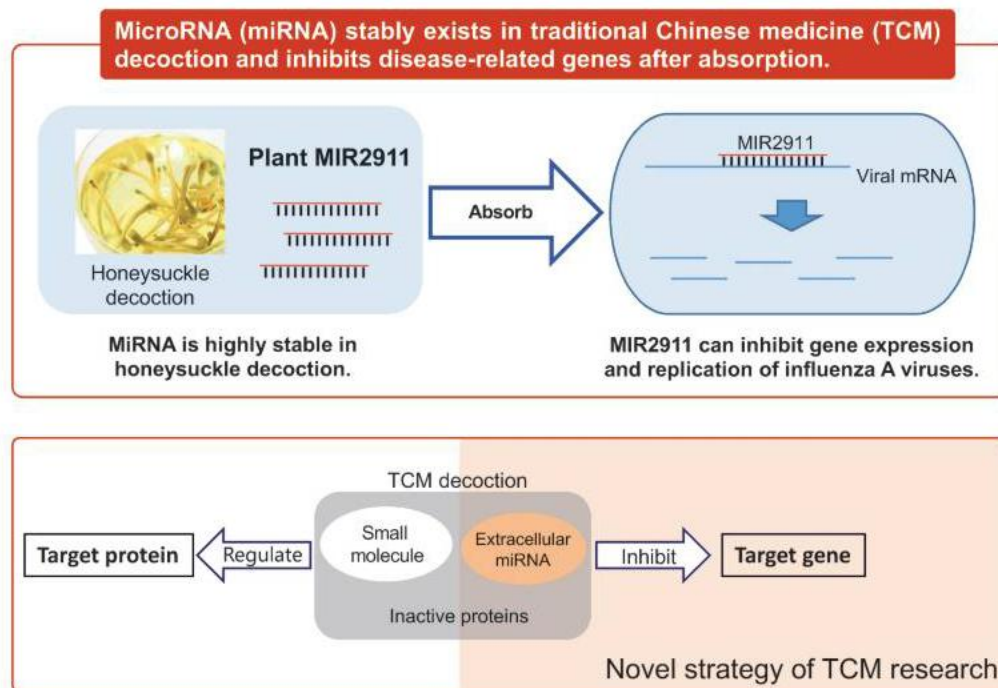 MicroRNA (miRNA) stably exists in traditional Chinese medicine (TCM)
decoction and inhibits disease-related genes after absorption.
Plant MIR2911
Honeysuckle
decoction
Absorb
MIR2911
Viral mRNA
MiRNA is highly stable in
honeysuckle decoction.
MIR2911 can inhibit gene expression
and replication of influenza A viruses.
TCM decoction
Target protein
Regulate
Small
molecule
Extracellular
miRNA
Inhibit
Target gene
Inactive proteins
Novel strategy of TCM research